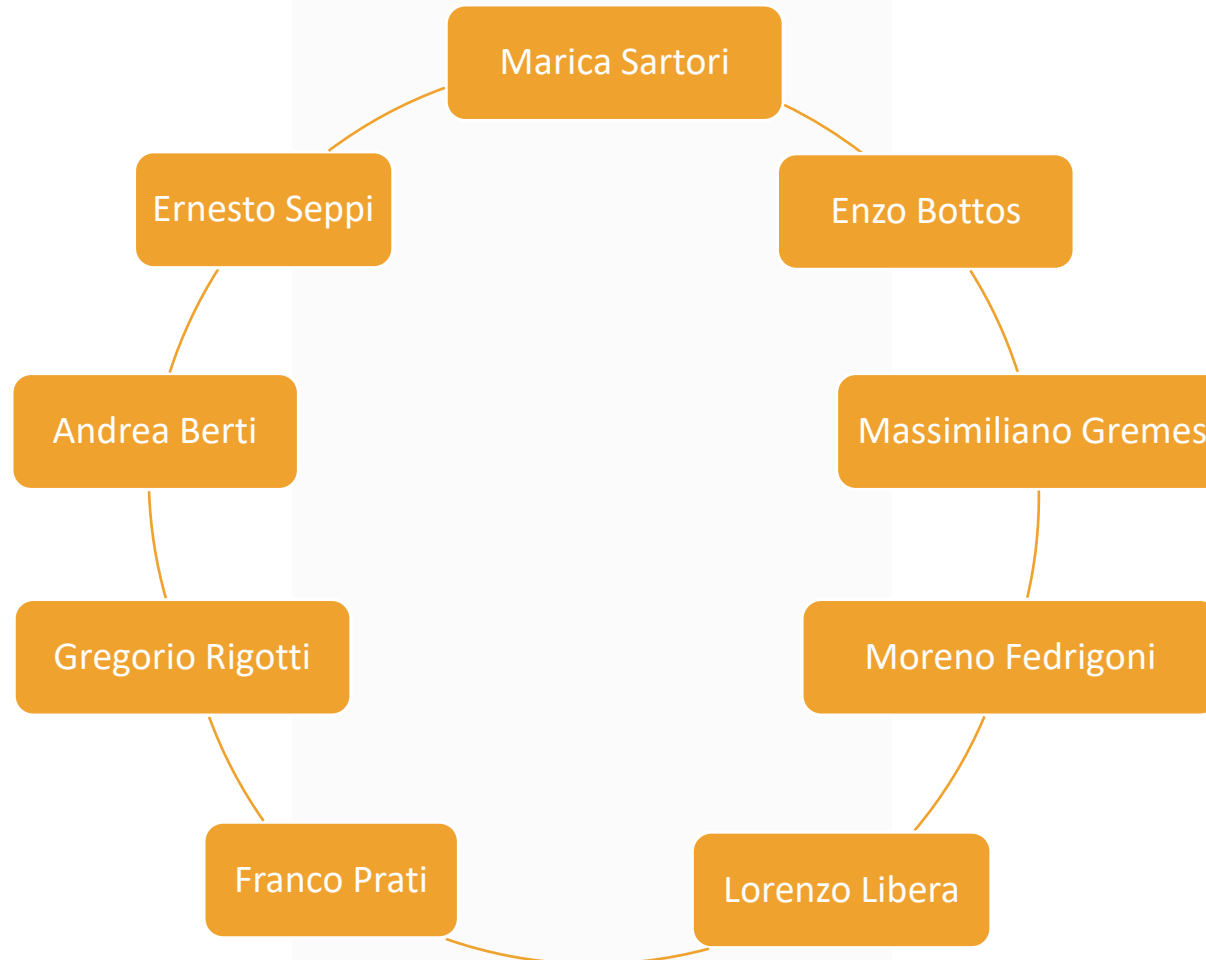 Marica Sartori
Enzo Bottos
Massimiliano Gremes
Moreno Fedrigoni
Lorenzo Libera
Franco Prati
Gregorio Rigotti
Andrea Berti
Ernesto Seppi